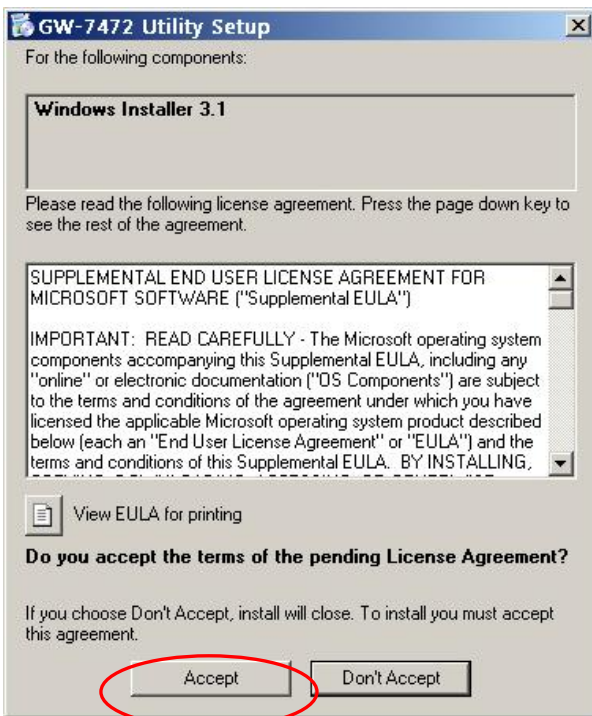 GW-7472 Utility Setup
For the following components:
Windows Installer 3.1
Please read the following license agreement. Press the page down key to
see the rest of the agreement.
SUPPLEMENTAL END USER LICENSE AGREEMENT FOR
MICROSOFT SOFTWARE ("Supplemental EULA")
IMPORTANT: READ CAREFULLY - The Microsoft operating system
components accompanying this Supplemental EULA, including any
"online" or electronic documentation ("OS Components") are subject
to the terms and conditions of the agreement under which you have
licensed the applicable Microsoft operating system product described
below (each an "End User License Agreement" or "EULA") and the
terms and conditions of this Supplemental EULA. BY INSTALLING,
View EULA for printing
Do you accept the terms of the pending License Agreement?
If you choose Don't Accept, install will close. To install you must accept
this agreement.
Accept
Don't Accept